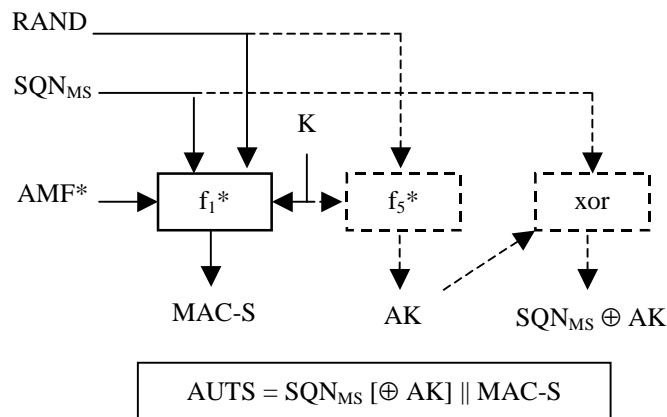 RAND
SQN_MS
K
AMF* f₁* f₅* xor
MAC-S AK SQN_MS ⊕ AK
AUTS = SQN_MS [⊕ AK] || MAC-S